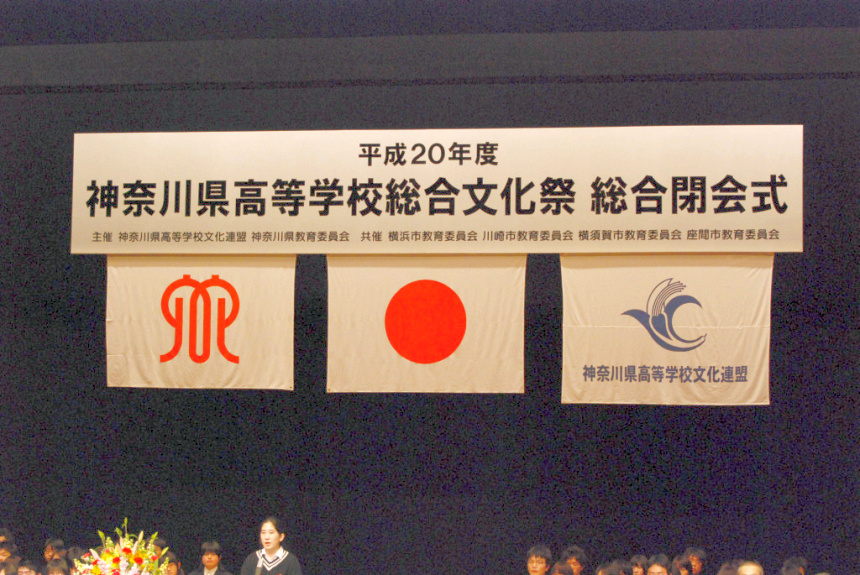 平成20年度
神奈川県高等学校総合文化祭 総合閉会式
主催 神奈川県高等学校文化連盟 神奈川県教育委員会 共催 横浜市教育委員会 川崎市教育委員会 横須賀市教育委員会 座間市教育委員会
神奈川県高等学校文化連盟